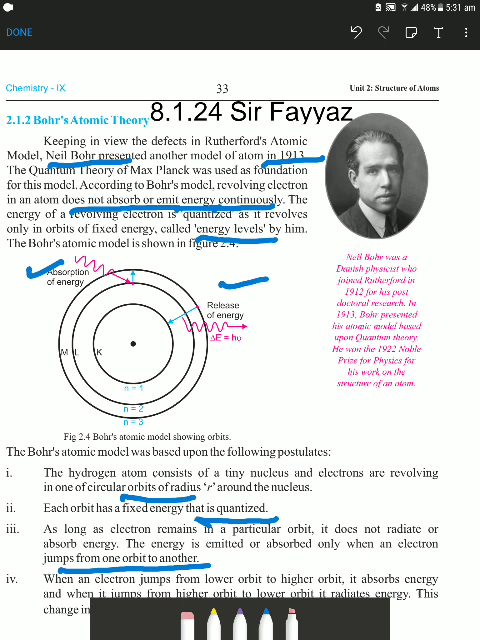 48% 5:31 am
DONE
T
Chemistry - IX 33 Unit 2: Structure of Atoms
2.1.2 Bohr's Atomic Theory 8.1.24 Sir Fayyaz
Keeping in view the defects in Rutherford's Atomic
Model, Neil Bohr presented another model of atom in 1913.
The Quantum Theory of Max Planck was used as foundation
for this model. According to Bohr's model, revolving electron
in an atom does not absorb or emit energy continuously. The
energy of a revolving electron is 'quantized' as it revolves
only in orbits of fixed energy, called 'energy levels' by him.
The Bohr's atomic model is shown in figure 2.4.
Neil Bohr was a
Danish physicist who
joined Rutherford in
1912 for his post
doctoral research. In
1913, Bohr presented
his atomic model based
upon Quantum theory.
He won the 1922 Noble
Prize for Physics for
his work on the
structure of an atom.
Absorption
of energy
Release
of energy
ΔE = hυ
M L K
n = 1
n = 2
n = 3
Fig 2.4 Bohr's atomic model showing orbits.
The Bohr's atomic model was based upon the following postulates:
i. The hydrogen atom consists of a tiny nucleus and electrons are revolving
in one of circular orbits of radius 'r' around the nucleus.
ii. Each orbit has a fixed energy that is quantized.
iii. As long as electron remains in a particular orbit, it does not radiate or
absorb energy. The energy is emitted or absorbed only when an electron
jumps from one orbit to another.
iv. When an electron jumps from lower orbit to higher orbit, it absorbs energy
and when it jumps from higher orbit to lower orbit it radiates energy. This
change in